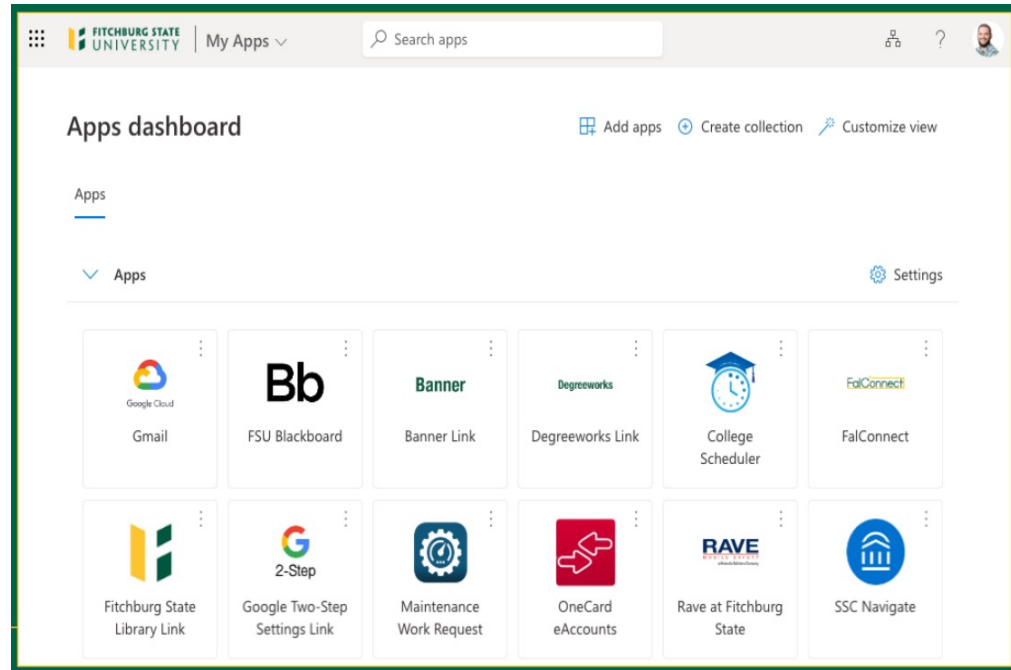 FITCHBURG STATE
UNIVERSITY
My Apps
Search apps
?
Apps dashboard
Add apps
Create collection
Customize view
Apps
Apps
Settings
Google Cloud
Gmail
Bb
FSU Blackboard
Banner
Banner Link
Degreeworks
Degreeworks Link
College
Scheduler
FalConnect
FalConnect
Fitchburg State
Library Link
G
2-Step
Google Two-Step
Settings Link
Maintenance
Work Request
OneCard
eAccounts
RAVE
MOBILE SAFETY
Rave at Fitchburg
State
SSC Navigate